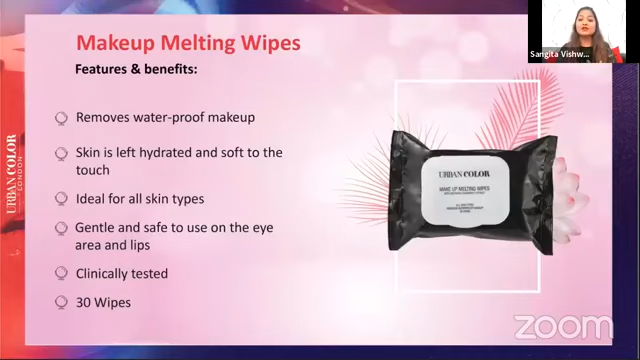 Makeup Melting Wipes
Features & benefits:
Removes water-proof makeup
Skin is left hydrated and soft to the
touch
Ideal for all skin types
Gentle and safe to use on the eye
area and lips
Clinically tested
30 Wipes
URBAN COLOR
LONDON
URBAN COLOR
MAKE UP MELTING WIPES
Sangita Vishw...
zoom